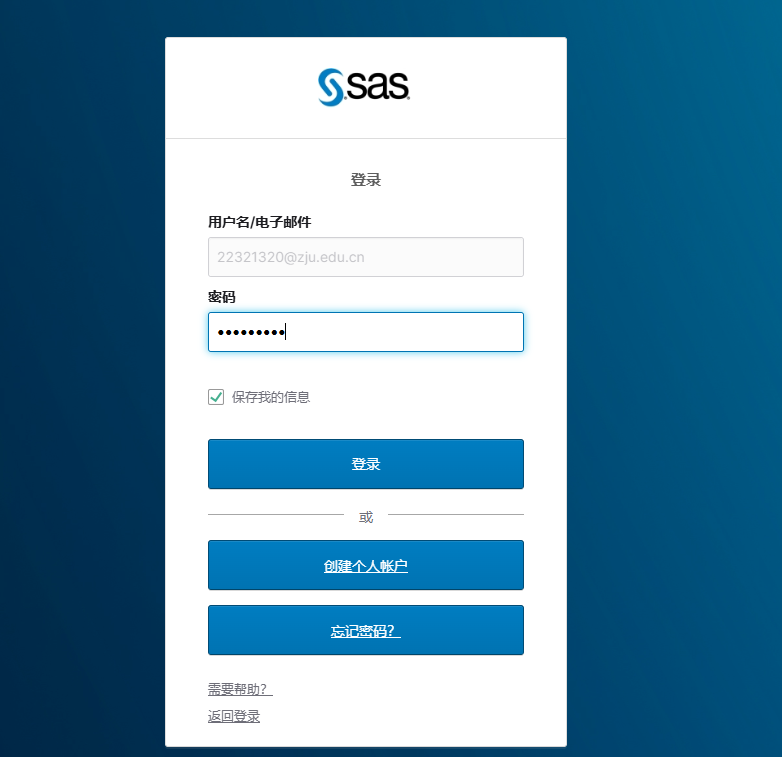 sas
登录
用户名/电子邮件
22321320@zju.edu.cn
密码
•••••••••
保存我的信息
登录
或
创建个人帐户
忘记密码？
需要帮助？
返回登录